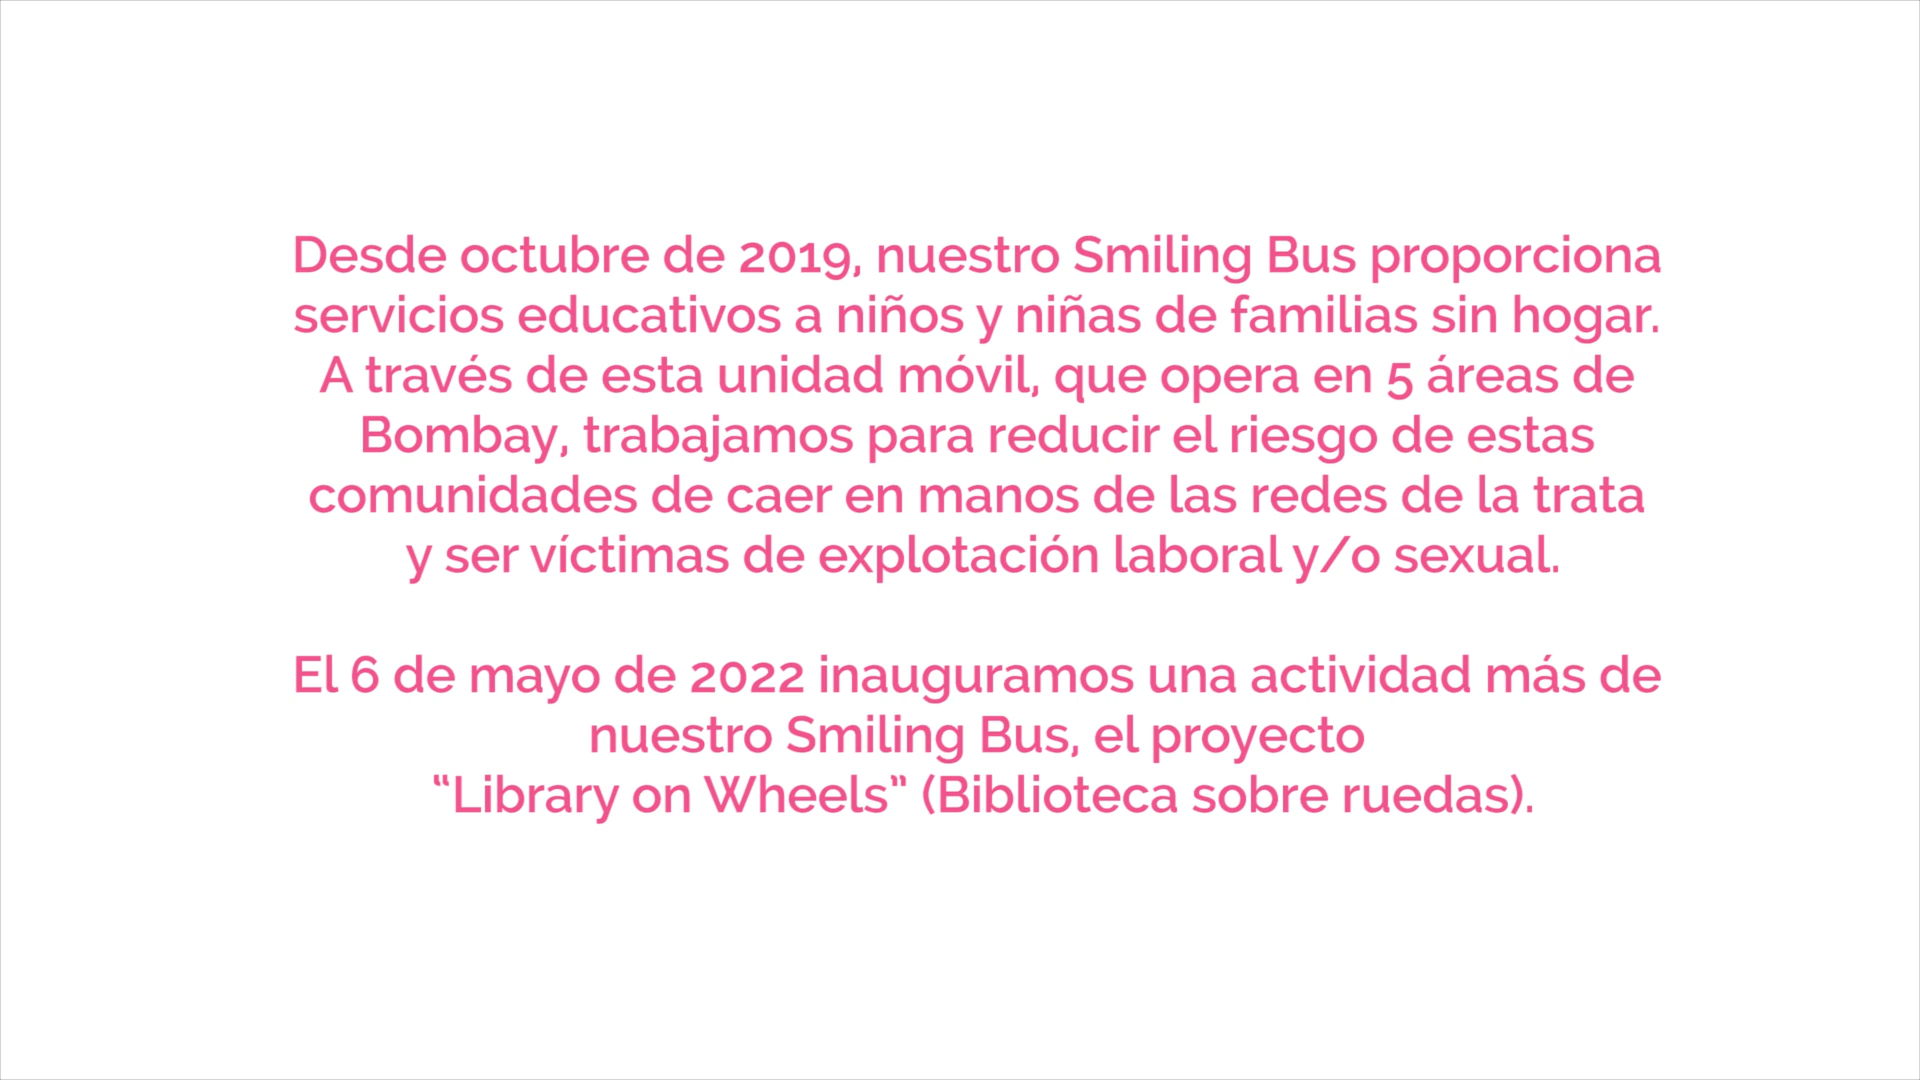 Desde octubre de 2019, nuestro Smiling Bus proporciona
servicios educativos a niños y niñas de familias sin hogar.
A través de esta unidad móvil, que opera en 5 áreas de
Bombay, trabajamos para reducir el riesgo de estas
comunidades de caer en manos de las redes de la trata
y ser víctimas de explotación laboral y/o sexual.
El 6 de mayo de 2022 inauguramos una actividad más de
nuestro Smiling Bus, el proyecto
“Library on Wheels” (Biblioteca sobre ruedas).